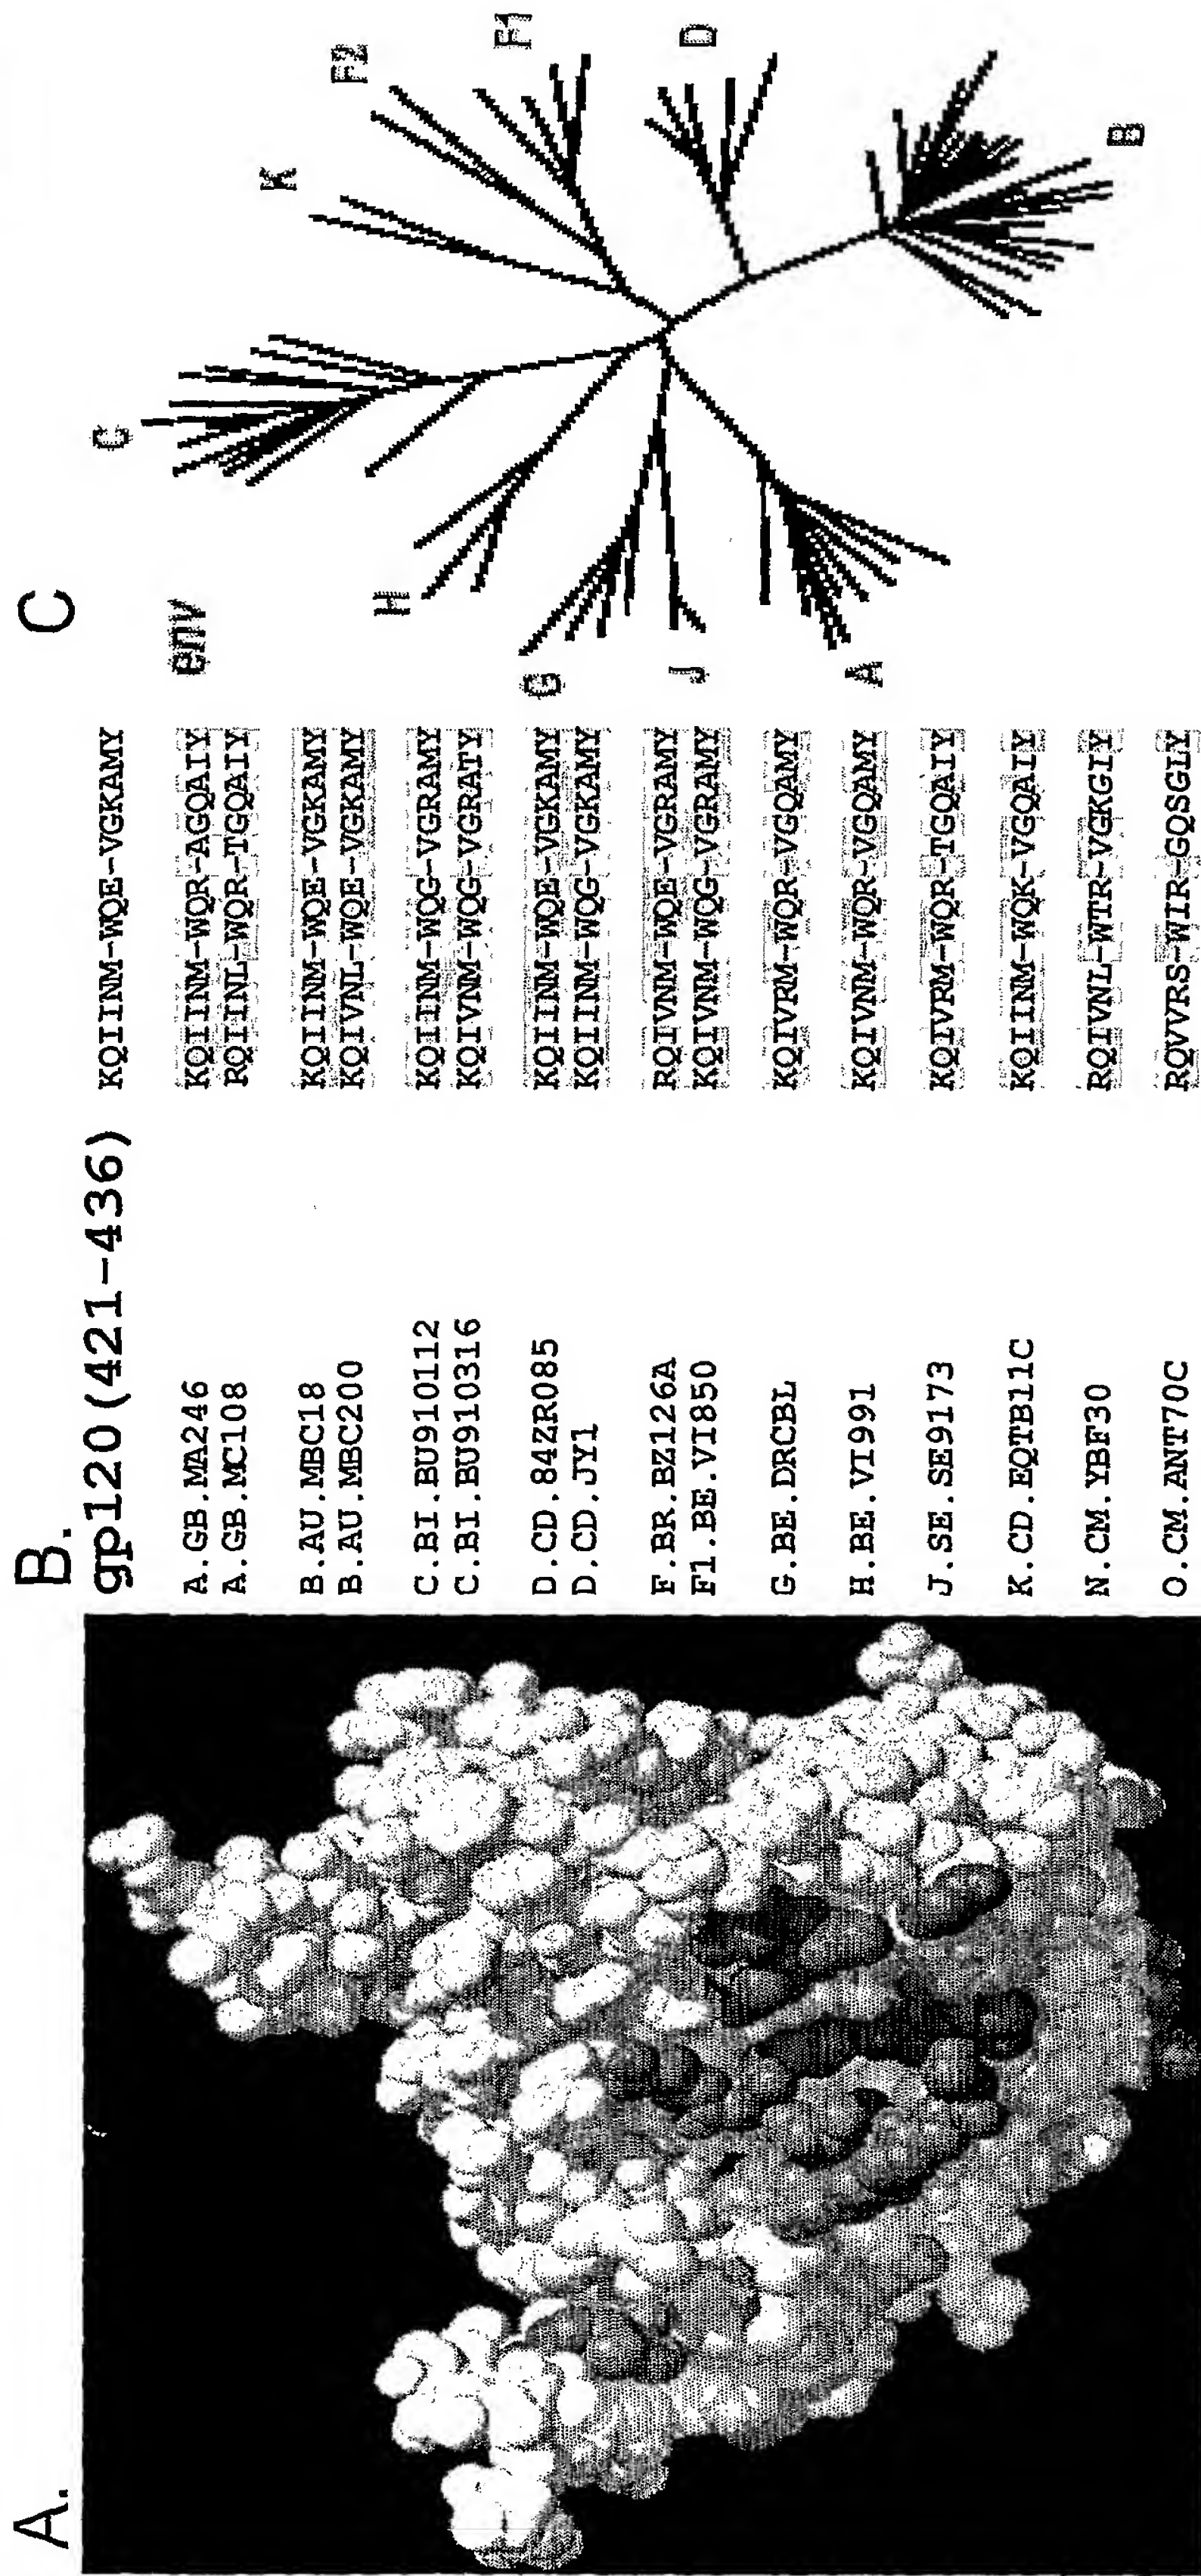 A.
B.
gp120(421-436) KQIINM-WQE-VGKAMY
A.GB.MA246 KQIINM-WQR-AGQAIY
A.GB.MC108 RQIINL-WQR-TGQAIY
B.AU.MBC18 KQIINM-WQE-VGKAMY
B.AU.MBC200 KQIVNL-WQE-VGKAMY
C.BI.BU910112 KQIINM-WQG-VGRAMY
C.BI.BU910316 KQIVNM-WQG-VGRATY
D.CD.84ZR085 KQIINM-WQE-VGKAMY
D.CD.JY1 KQIINM-WQG-VGKAMY
F.BR.BZ126A RQIVNM-WQE-VGRAMY
F1.BE.VI850 KQIVNM-WQG-VGRAMY
G.BE.DRCBL KQIVRM-WQR-VGQAMY
H.BE.VI991 KQIVNM-WQR-VGQAMY
J.SE.SE9173 KQIVRM-WQR-TGQAIY
K.CD.EQTB11C KQIINM-WQK-VGQAIY
N.CM.YBF30 RQIVNL-WTR-VGKGIY
O.CM.ANT70C RQVVRS-WIR-GQSGLY
C
env
C
K
F2
F1
D
B
H
G
J
A